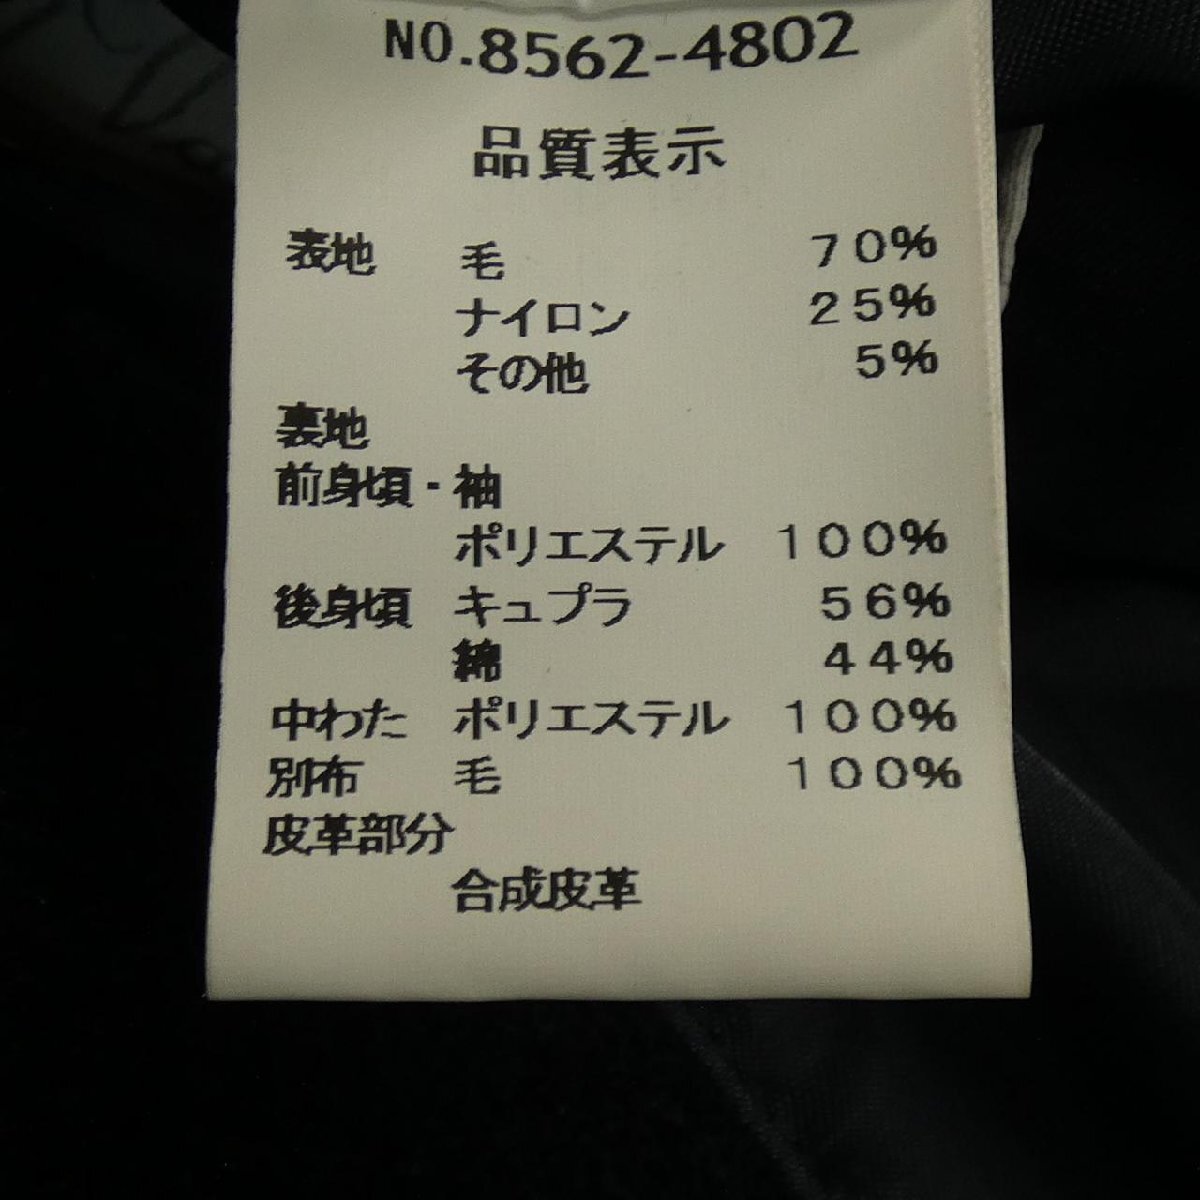 NO.8562-4802
品質表示
表地 毛 70%
ナイロン 25%
その他 5%
裏地
前身頃・袖
ポリエステル 100%
後身頃 キュプラ 56%
綿 44%
中わた ポリエステル 100%
別布 毛 100%
皮革部分
合成皮革